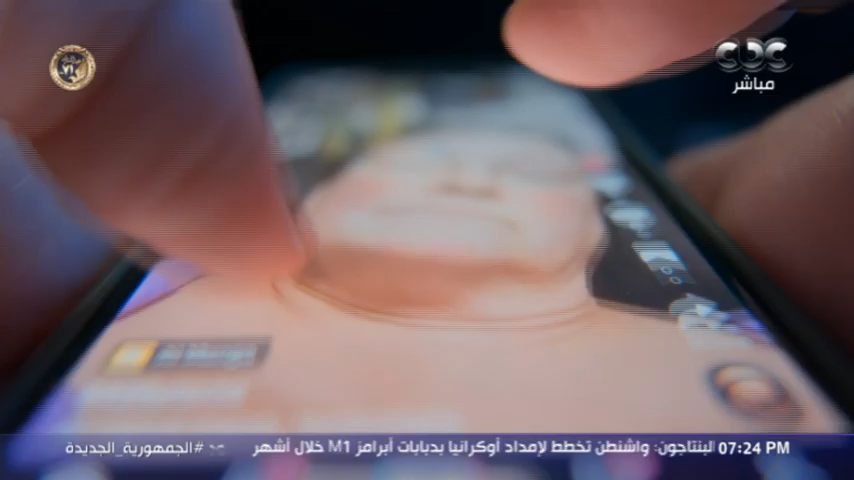 cbc
مباشر
07:24 PM البنتاجون: واشنطن تخطط لإمداد أوكرانيا بدبابات أبرامز M1 خلال أشهر
#الجمهورية_الجديدة